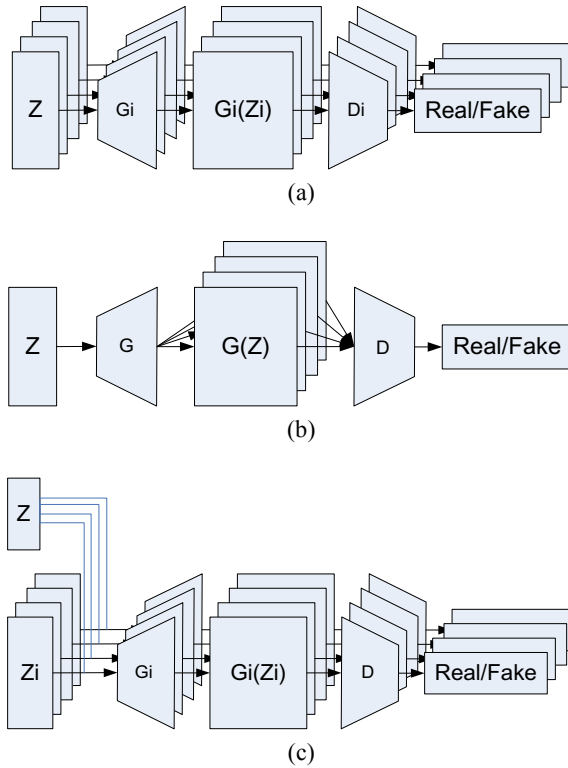 Z Gi Gi(Zi) Di Real/Fake
(a)
Z G G(Z) D Real/Fake
(b)
Z
Zi Gi Gi(Zi) D Real/Fake
(c)